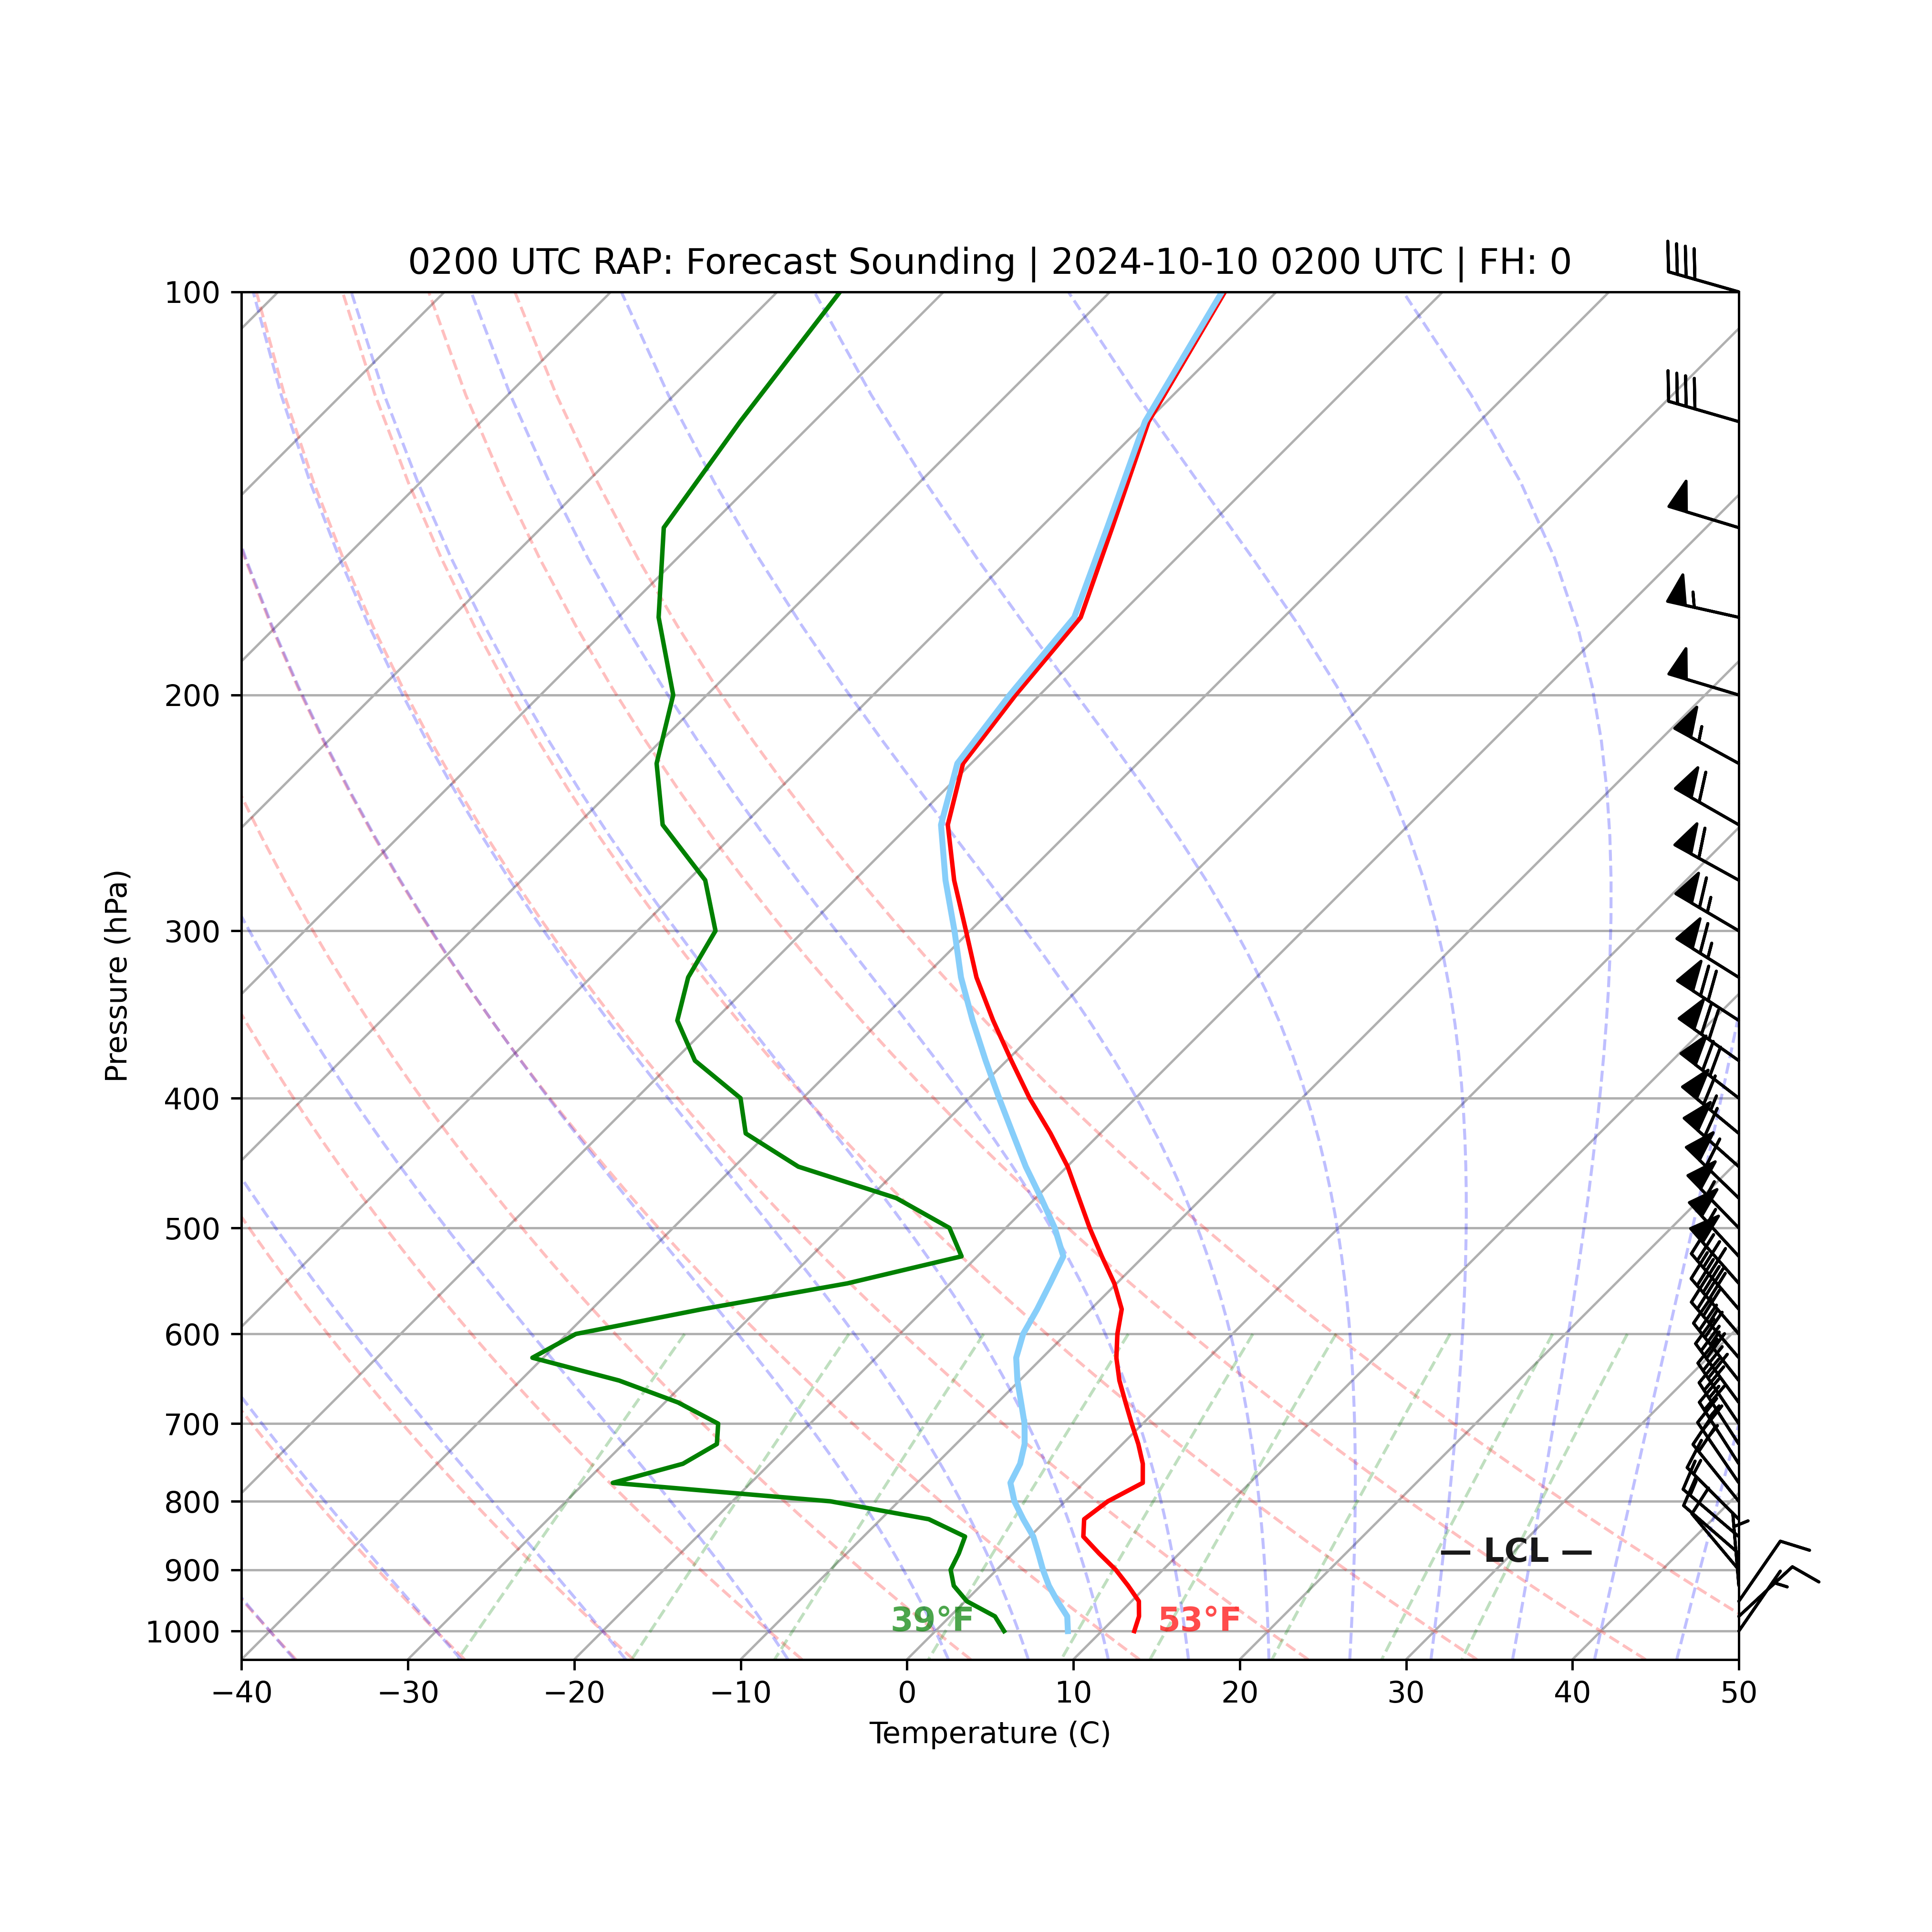 0200 UTC RAP: Forecast Sounding | 2024-10-10 0200 UTC | FH: 0
100
200
300
400
500
600
700
800
900
1000
Pressure (hPa)
— LCL —
39°F
53°F
−40 −30 −20 −10 0 10 20 30 40 50
Temperature (C)